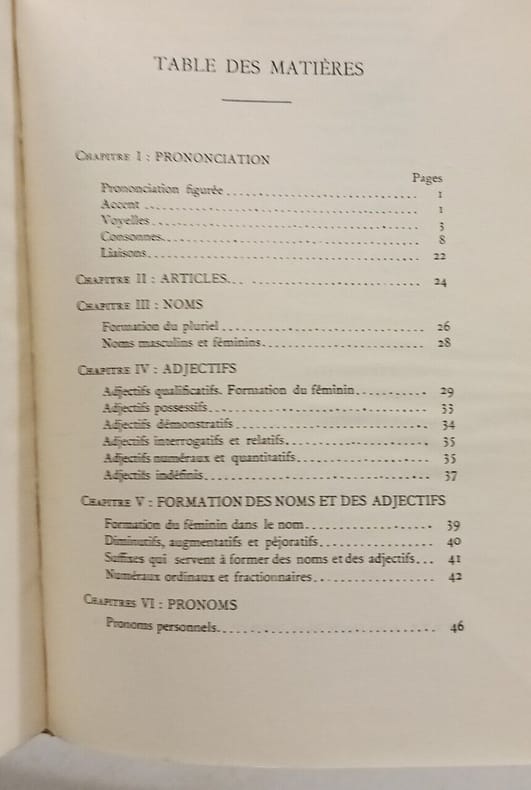 TABLE DES MATIÈRES
CHAPITRE I : PRONONCIATION
Pages
Prononciation figurée 1
Accent 1
Voyelles 3
Consonnes 8
Liaisons 22
CHAPITRE II : ARTICLES 24
CHAPITRE III : NOMS
Formation du pluriel 26
Noms masculins et féminins 28
CHAPITRE IV : ADJECTIFS
Adjectifs qualificatifs. Formation du féminin 29
Adjectifs possessifs 33
Adjectifs démonstratifs 34
Adjectifs interrogatifs et relatifs 35
Adjectifs numéraux et quantitatifs 35
Adjectifs indéfinis 37
CHAPITRE V : FORMATION DES NOMS ET DES ADJECTIFS
Formation du féminin dans le nom 39
Diminutifs, augmentatifs et péjoratifs 40
Suffixes qui servent à former des noms et des adjectifs 41
Numéraux ordinaux et fractionnaires 42
CHAPITRES VI : PRONOMS
Pronoms personnels 46